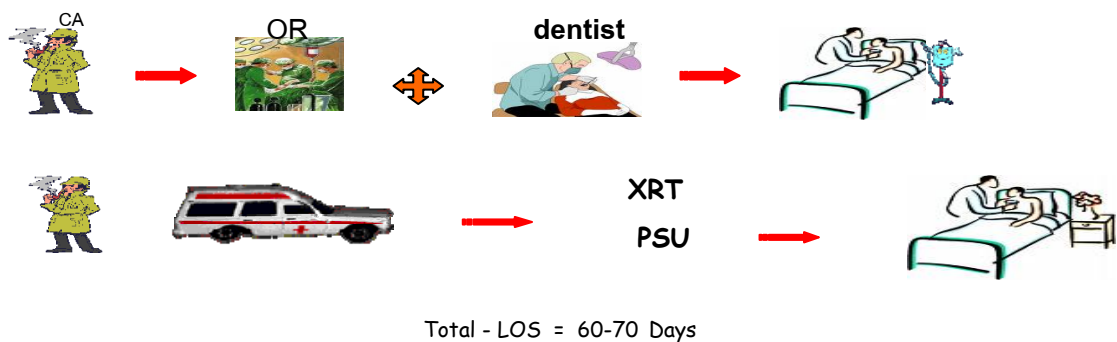 CA
OR
dentist
XRT
PSU
Total - LOS = 60-70 Days